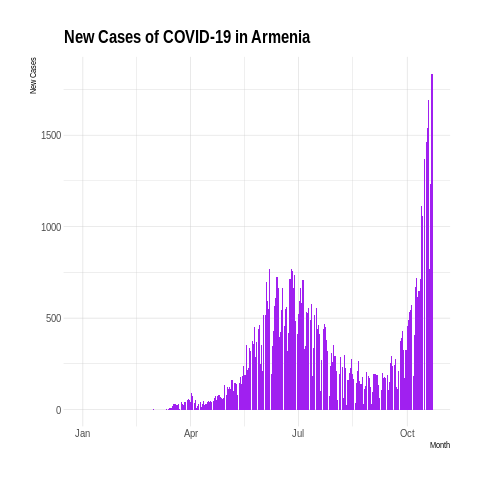 New Cases of COVID-19 in Armenia
New Cases
1500
1000
500
0
Jan Apr Jul Oct
Month